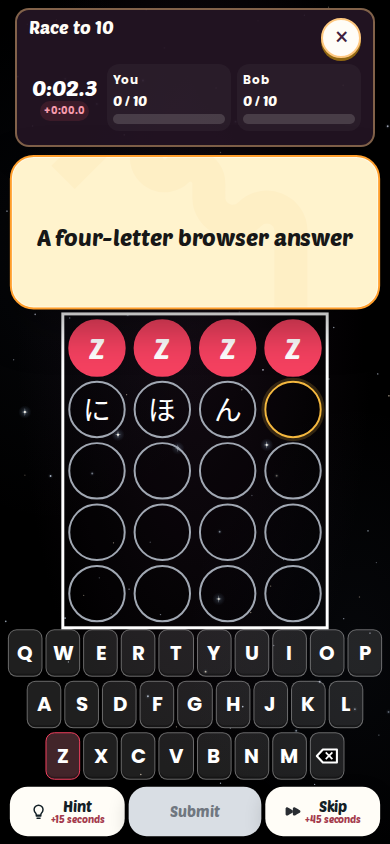 Race to 10
×
0:02.3
+0:00.0
You
0 / 10
Bob
0 / 10
A four-letter browser answer
Z Z Z Z
に ほ ん
Q W E R T Y U I O P
A S D F G H J K L
Z X C V B N M
Hint
+15 seconds
Submit
Skip
+45 seconds